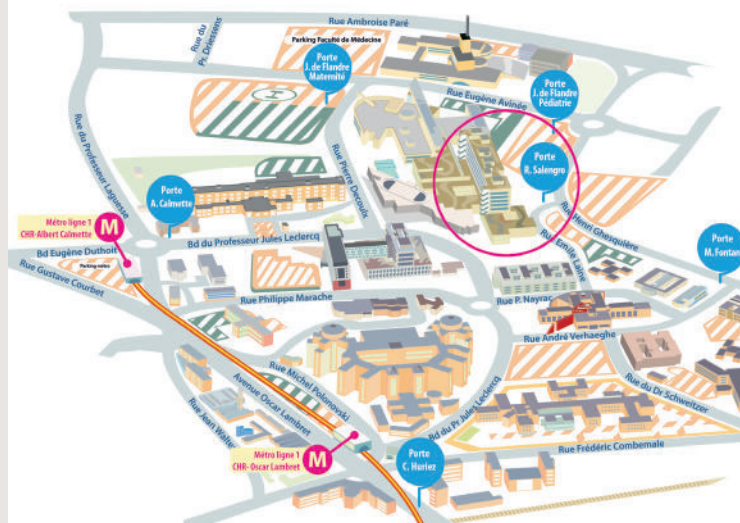 Rue Ambroise Paré
Rue du
Pr. Driessens
Parking Faculté de Médecine
Porte
J. de Flandre
Maternité
Rue Eugène Avinée
Porte
J. de Flandre
Pédiatrie
Rue du Professeur Laguesse
Rue Pierre Decoulx
Porte
R. Salengro
Porte
A. Calmette
Métro ligne 1
CHR-Albert Calmette
M
Rue Henri Ghesquière
Rue Emile Laine
Bd du Professeur Jules Leclercq
Porte
M. Fontan
Bd Eugène Duthoit
Parking relais
Rue Gustave Courbet
Rue Philippe Marache
Rue P. Nayrac
Rue André Verhaeghe
Rue Michel Polonovski
Avenue Oscar Lambret
Rue Jean Walter
Bd du Pr Jules Leclercq
Rue du Dr Schweitzer
Rue Frédéric Combemale
Métro ligne 1
CHR- Oscar Lambret
M
Porte
C. Huriez